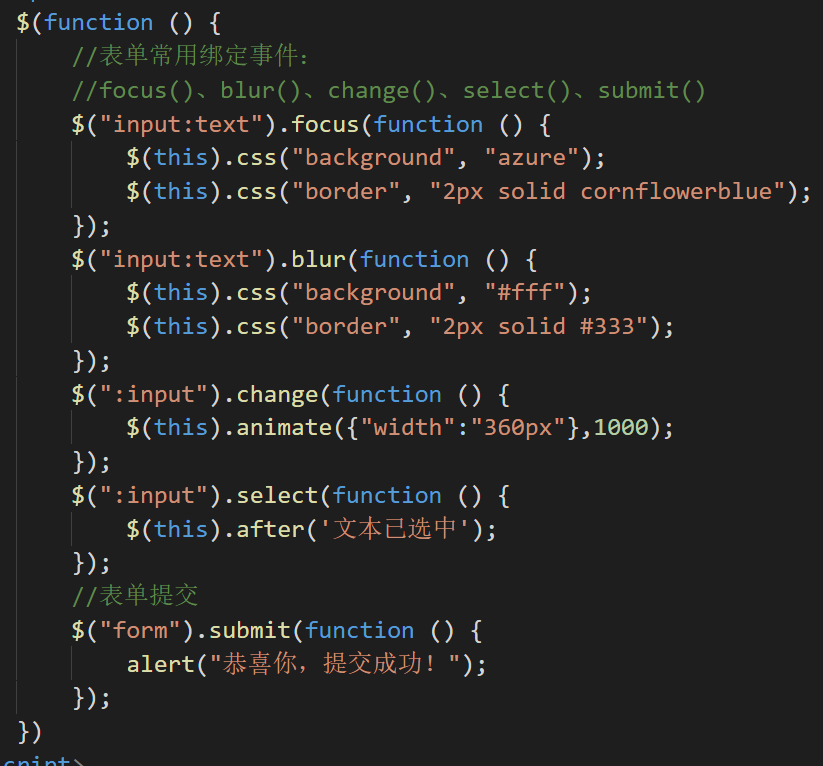 $(function () {
//表单常用绑定事件：
//focus()、blur()、change()、select()、submit()
$("input:text").focus(function () {
$(this).css("background", "azure");
$(this).css("border", "2px solid cornflowerblue");
});
$("input:text").blur(function () {
$(this).css("background", "#fff");
$(this).css("border", "2px solid #333");
});
$(":input").change(function () {
$(this).animate({"width":"360px"},1000);
});
$(":input").select(function () {
$(this).after('文本已选中');
});
//表单提交
$("form").submit(function () {
alert("恭喜你，提交成功！");
});
})